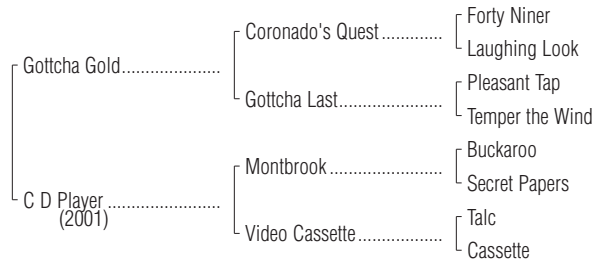 Forty Niner
Coronado's Quest.............
Laughing Look
Gottcha Gold.....................
Pleasant Tap
Gottcha Last......................
Temper the Wind
Buckaroo
Montbrook........................
Secret Papers
C D Player........................
(2001)
Talc
Video Cassette..................
Cassette